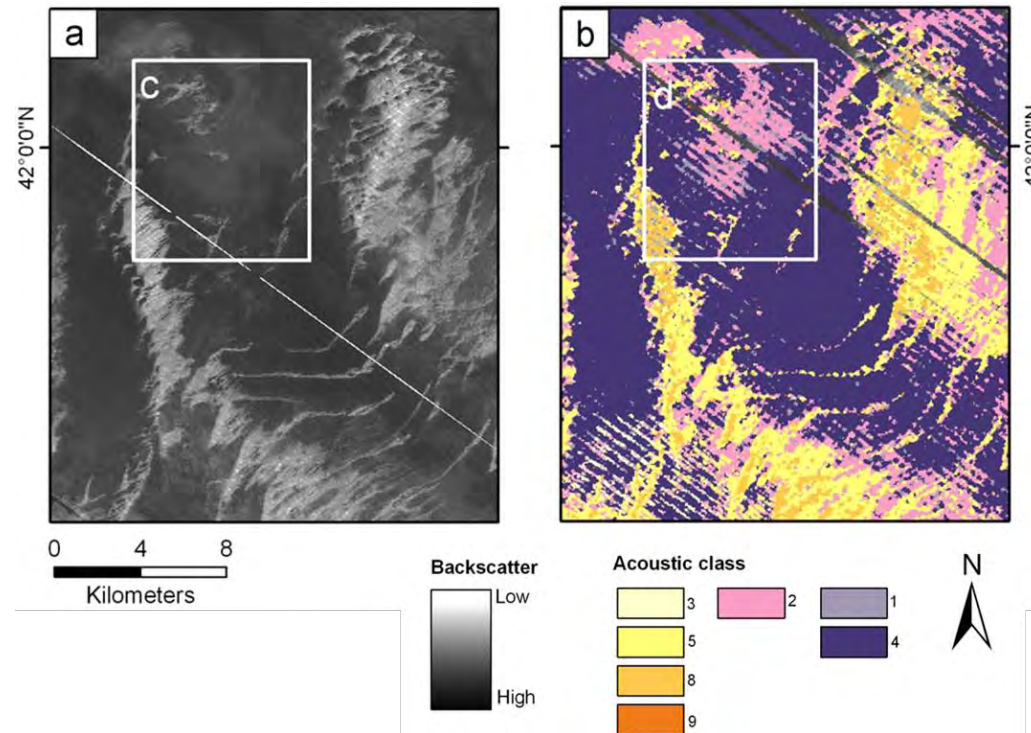 a
b
c
d
42°0'0"N
42°0'0"N
0 4 8
Kilometers
Backscatter
Low
High
Acoustic class
3
2
1
5
4
8
9
N